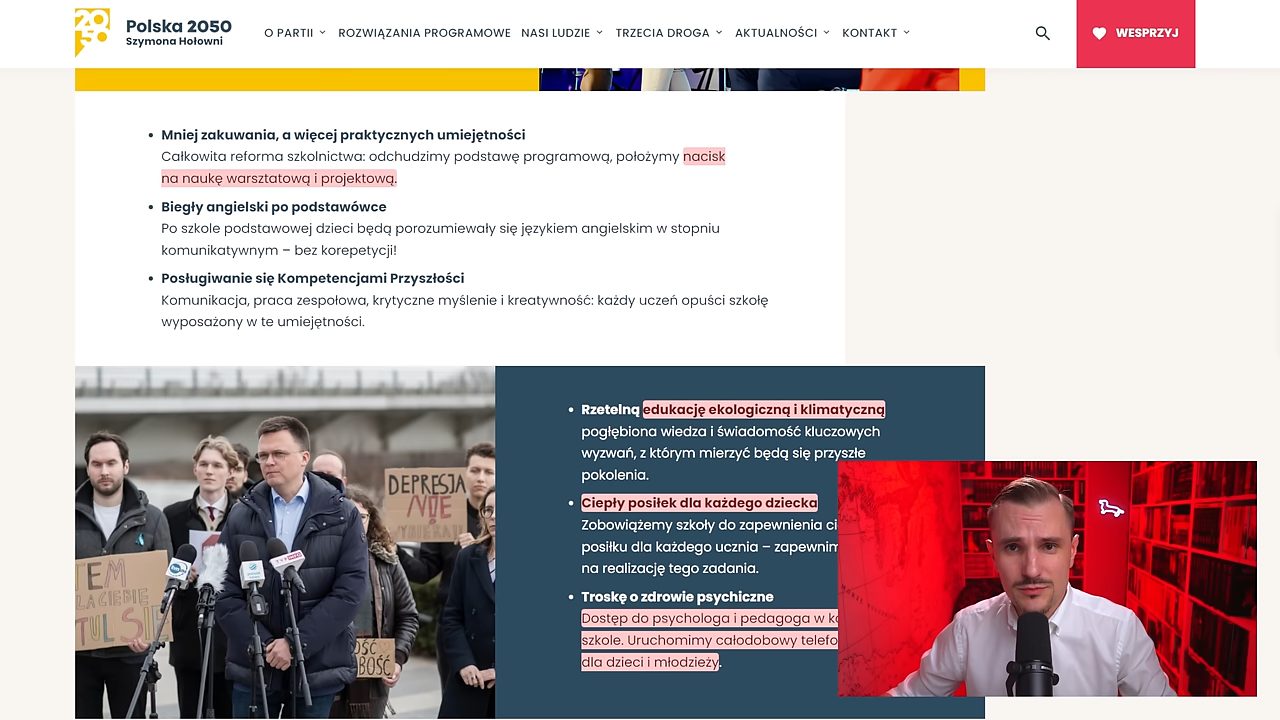 20
50
Polska 2050
Szymona Hołowni
O PARTII
ROZWIĄZANIA PROGRAMOWE
NASI LUDZIE
TRZECIA DROGA
AKTUALNOŚCI
KONTAKT
WESPRZYJ
• Mniej zakuwania, a więcej praktycznych umiejętności
Całkowita reforma szkolnictwa: odchudzimy podstawę programową, położymy nacisk
na naukę warsztatową i projektową.
• Biegły angielski po podstawówce
Po szkole podstawowej dzieci będą porozumiewały się językiem angielskim w stopniu
komunikatywnym – bez korepetycji!
• Posługiwanie się Kompetencjami Przyszłości
Komunikacja, praca zespołowa, krytyczne myślenie i kreatywność: każdy uczeń opuści szkołę
wyposażony w te umiejętności.
• Rzetelną edukację ekologiczną i klimatyczną
pogłębiona wiedza i świadomość kluczowych
wyzwań, z którym mierzyć będą się przyszłe
pokolenia.
• Ciepły posiłek dla każdego dziecka
Zobowiążemy szkoły do zapewnienia ci
posiłku dla każdego ucznia – zapewnim
na realizację tego zadania.
• Troskę o zdrowie psychiczne
Dostęp do psychologa i pedagoga w ka
szkole. Uruchomimy całodobowy telefo
dla dzieci i młodzieży.
DEPRESJA
NIE